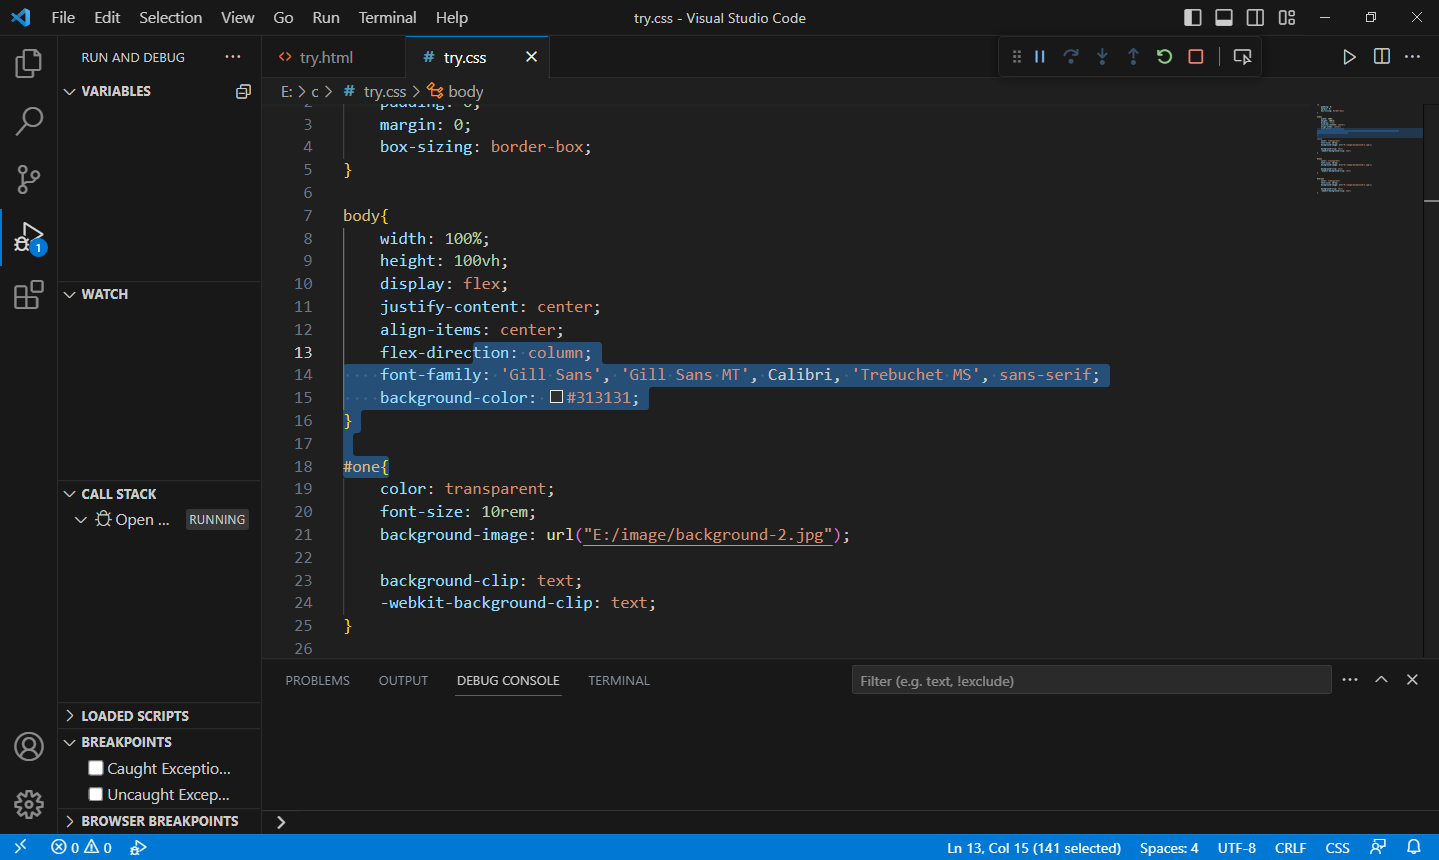 File Edit Selection View Go Run Terminal Help
try.css - Visual Studio Code
RUN AND DEBUG
try.html
# try.css
VARIABLES
E: > c > # try.css > body
2 padding: 0;
3 margin: 0;
4 box-sizing: border-box;
5 }
6
7 body{
8 width: 100%;
9 height: 100vh;
10 display: flex;
11 justify-content: center;
12 align-items: center;
13 flex-direction: column;
14 font-family: 'Gill Sans', 'Gill Sans MT', Calibri, 'Trebuchet MS', sans-serif;
15 background-color: #313131;
16 }
17
18 #one{
19 color: transparent;
20 font-size: 10rem;
21 background-image: url("E:/image/background-2.jpg");
22
23 background-clip: text;
24 -webkit-background-clip: text;
25 }
26
1
WATCH
CALL STACK
Open ... RUNNING
LOADED SCRIPTS
BREAKPOINTS
Caught Exceptio...
Uncaught Excep...
BROWSER BREAKPOINTS
PROBLEMS OUTPUT DEBUG CONSOLE TERMINAL
Filter (e.g. text, !exclude)
0 0
Ln 13, Col 15 (141 selected) Spaces: 4 UTF-8 CRLF CSS